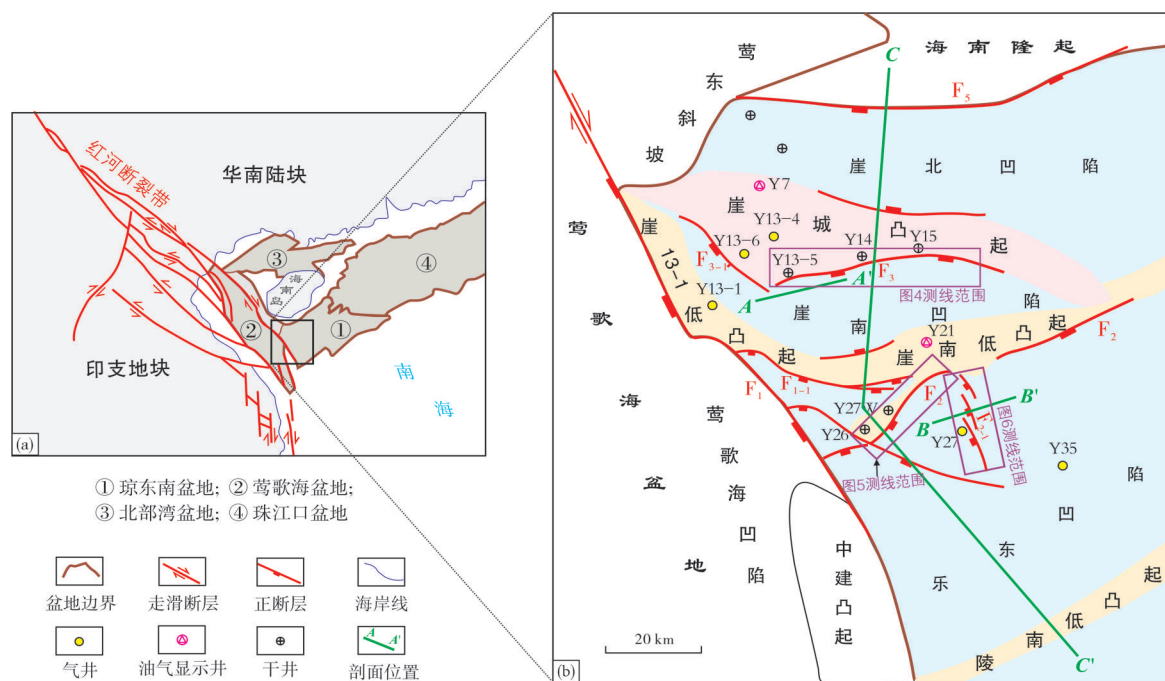 红河断裂带
华南陆块
印支地块
海南岛
南海
①
②
③
④
(a)
① 琼东南盆地; ② 莺歌海盆地;
③ 北部湾盆地; ④ 珠江口盆地
盆地边界
走滑断层
正断层
海岸线
气井
油气显示井
干井
A A'
剖面位置
莺东斜坡
海南隆起
C
F5
崖北凹陷
Y7
崖城凸起
Y13-4
Y14
Y15
Y13-6
Y13-5
F3-1
F3
A
A'
图4测线范围
莺歌海盆地
崖13-1低凸起
Y13-1
崖南凹陷
Y21
崖南低凸起
F2
F1
F1-1
F2
Y27-V
Y26
B
B'
F2-1
Y27
图6测线范围
图5测线范围
Y35
莺歌海凹陷
中建凸起
乐东凹陷
陵南低凸起
C'
20 km
(b)